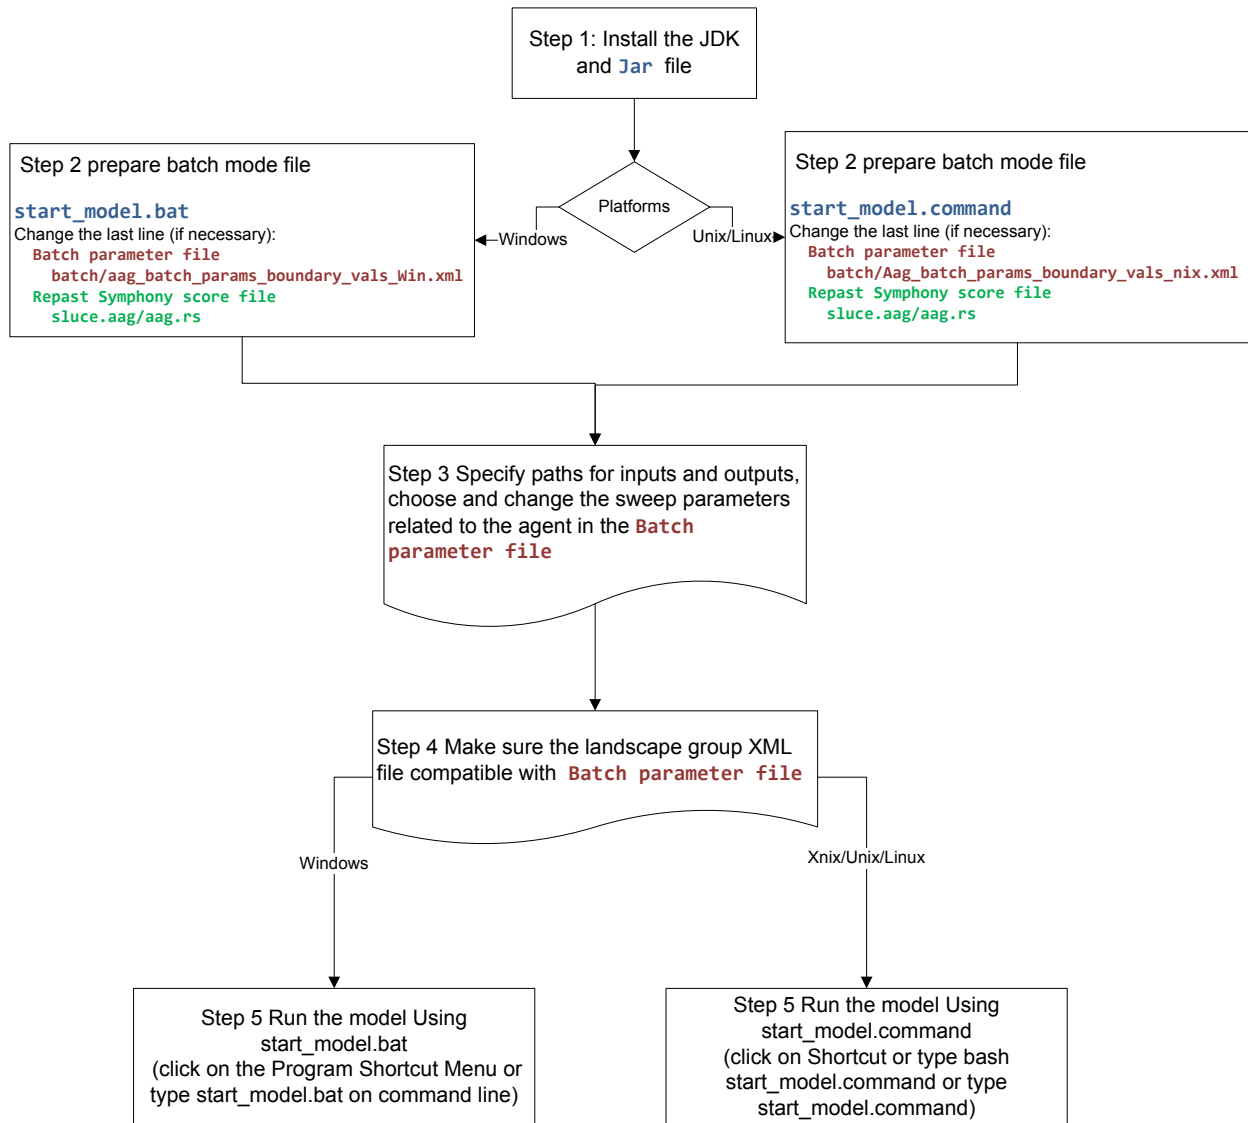 Step 1: Install the JDK
and Jar file
Platforms
Windows
Unix/Linux
Step 2 prepare batch mode file
start_model.bat
Change the last line (if necessary):
Batch parameter file
batch/aag_batch_params_boundary_vals_Win.xml
Repast Symphony score file
sluce.aag/aag.rs
Step 2 prepare batch mode file
start_model.command
Change the last line (if necessary):
Batch parameter file
batch/Aag_batch_params_boundary_vals_nix.xml
Repast Symphony score file
sluce.aag/aag.rs
Step 3 Specify paths for inputs and outputs,
choose and change the sweep parameters
related to the agent in the Batch
parameter file
Step 4 Make sure the landscape group XML
file compatible with Batch parameter file
Windows
Xnix/Unix/Linux
Step 5 Run the model Using
start_model.bat
(click on the Program Shortcut Menu or
type start_model.bat on command line)
Step 5 Run the model Using
start_model.command
(click on Shortcut or type bash
start_model.command or type
start_model.command)